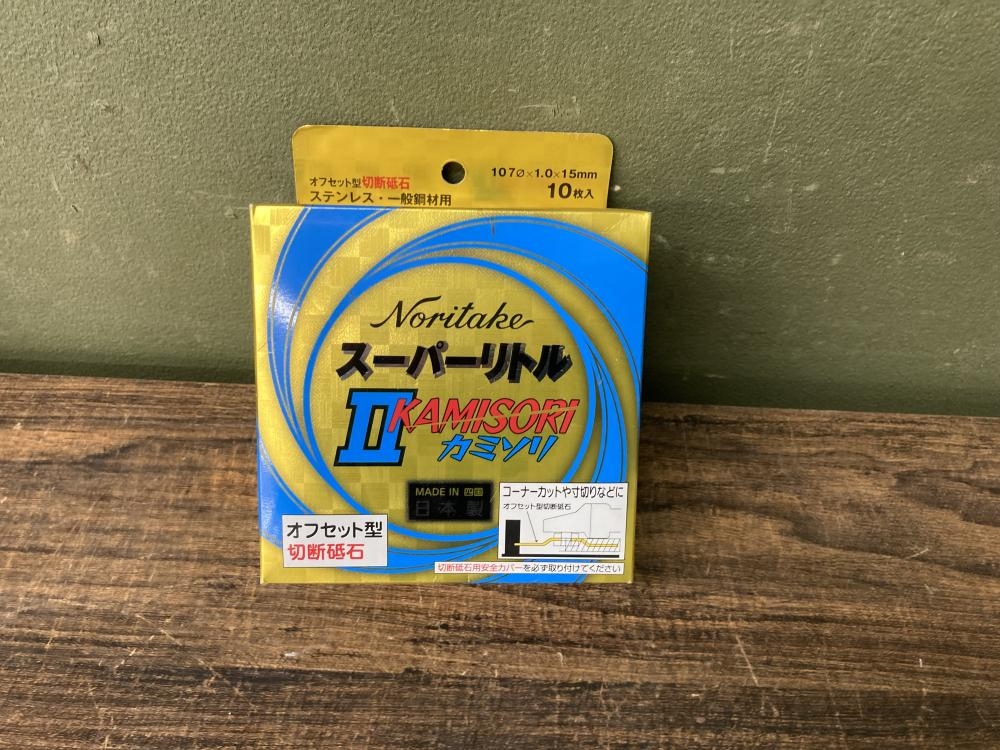 オフセット型切断砥石
ステンレス・一般鋼材用
107∅×1.0×15mm
10枚入
Noritake
スーパーリトル
II KAMISORI
カミソリ
MADE IN
日本製
オフセット型
切断砥石
コーナーカットや寸切りなどに
オフセット型切断砥石
切断砥石用安全カバーを必ず取り付けてください